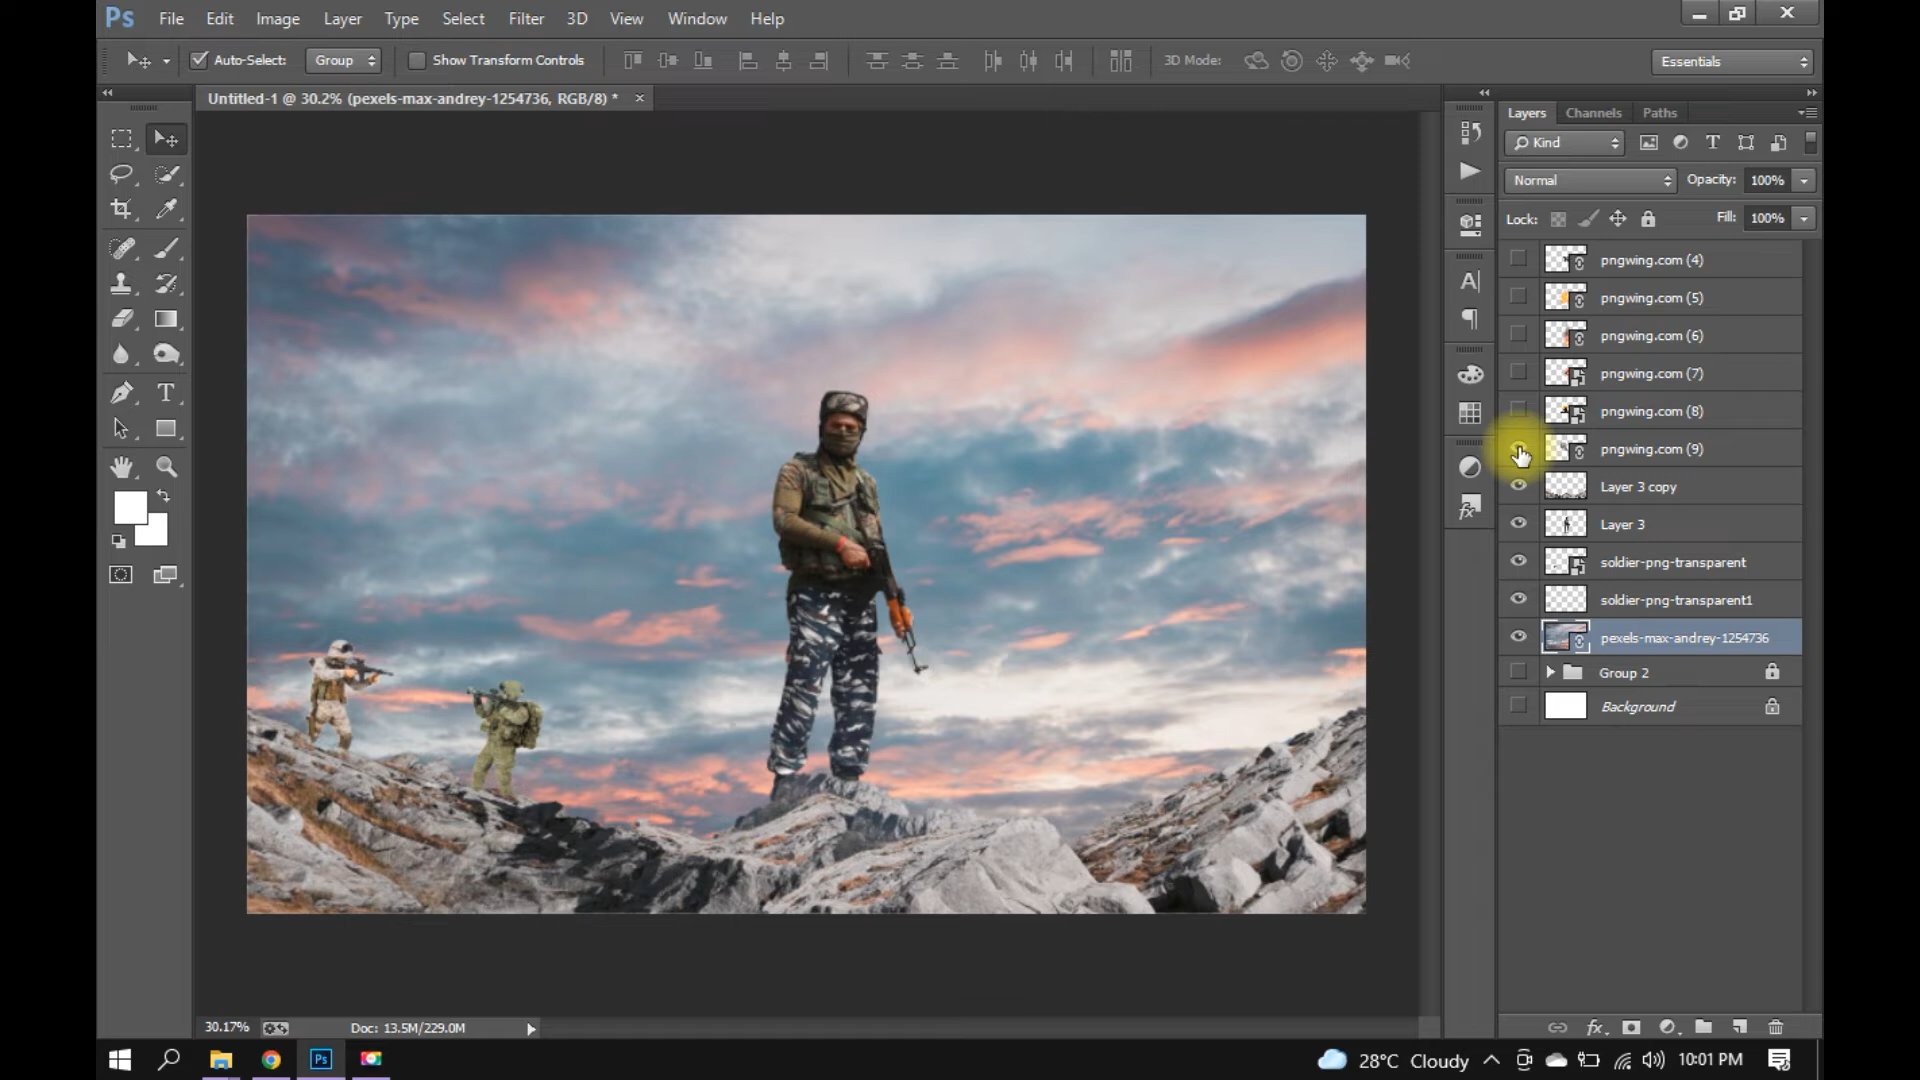 Ps File Edit Image Layer Type Select Filter 3D View Window Help
Auto-Select: Group Show Transform Controls 3D Mode: Essentials
Untitled-1 @ 30.2% (pexels-max-andrey-1254736, RGB/8) * ×
Layers Channels Paths
Kind
Normal Opacity: 100%
Lock: Fill: 100%
pngwing.com (4)
pngwing.com (5)
pngwing.com (6)
pngwing.com (7)
pngwing.com (8)
pngwing.com (9)
Layer 3 copy
Layer 3
soldier-png-transparent
soldier-png-transparent1
pexels-max-andrey-1254736
Group 2
Background
30.17% Doc: 13.5M/229.0M
Ps 28°C Cloudy 10:01 PM